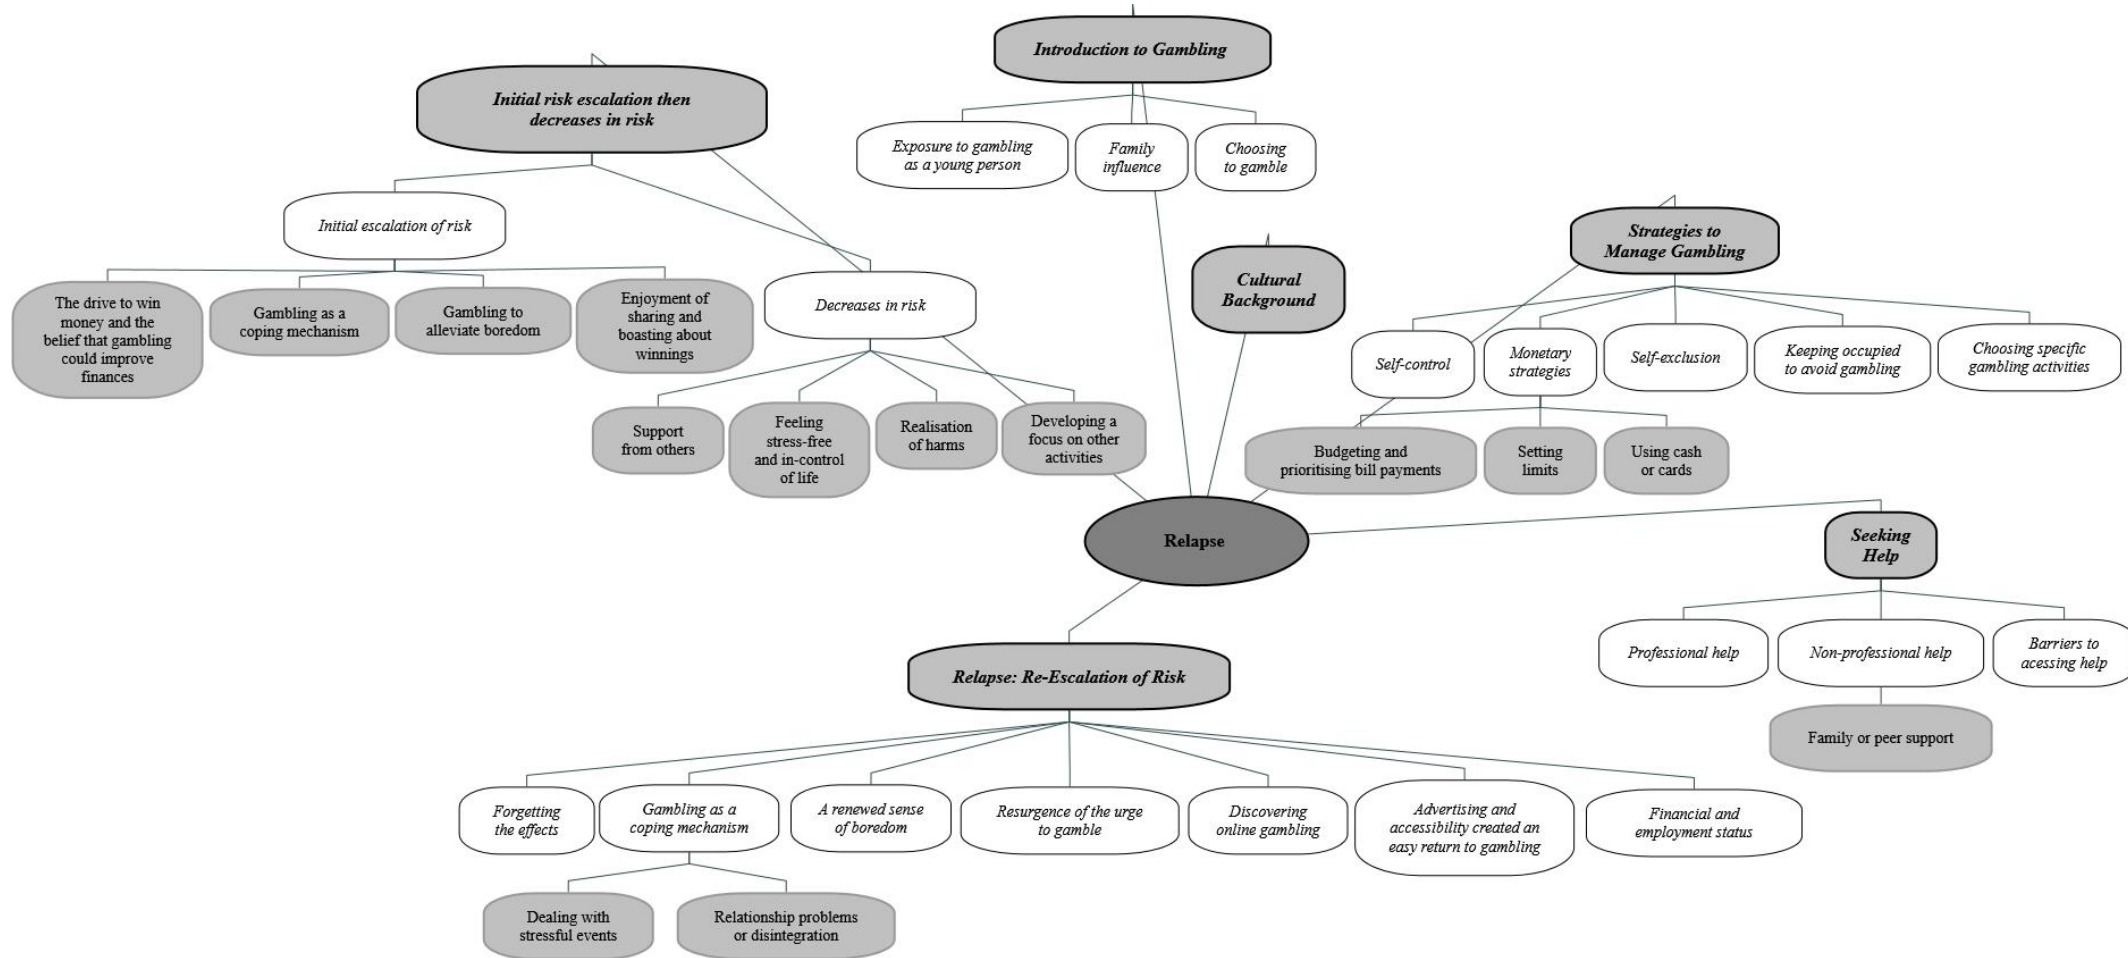 Introduction to Gambling
Exposure to gambling
as a young person
Family
influence
Choosing
to gamble
Initial risk escalation then
decreases in risk
Initial escalation of risk
The drive to win
money and the
belief that gambling
could improve
finances
Gambling as a
coping mechanism
Gambling to
alleviate boredom
Enjoyment of
sharing and
boasting about
winnings
Decreases in risk
Support
from others
Feeling
stress-free
and in-control
of life
Realisation
of harms
Developing a
focus on other
activities
Cultural
Background
Strategies to
Manage Gambling
Self-control
Monetary
strategies
Self-exclusion
Keeping occupied
to avoid gambling
Choosing specific
gambling activities
Budgeting and
prioritising bill payments
Setting
limits
Using cash
or cards
Relapse
Seeking
Help
Professional help
Non-professional help
Barriers to
acessing help
Family or peer support
Relapse: Re-Escalation of Risk
Forgetting
the effects
Gambling as a
coping mechanism
A renewed sense
of boredom
Resurgence of the urge
to gamble
Discovering
online gambling
Advertising and
accessibility created an
easy return to gambling
Financial and
employment status
Dealing with
stressful events
Relationship problems
or disintegration